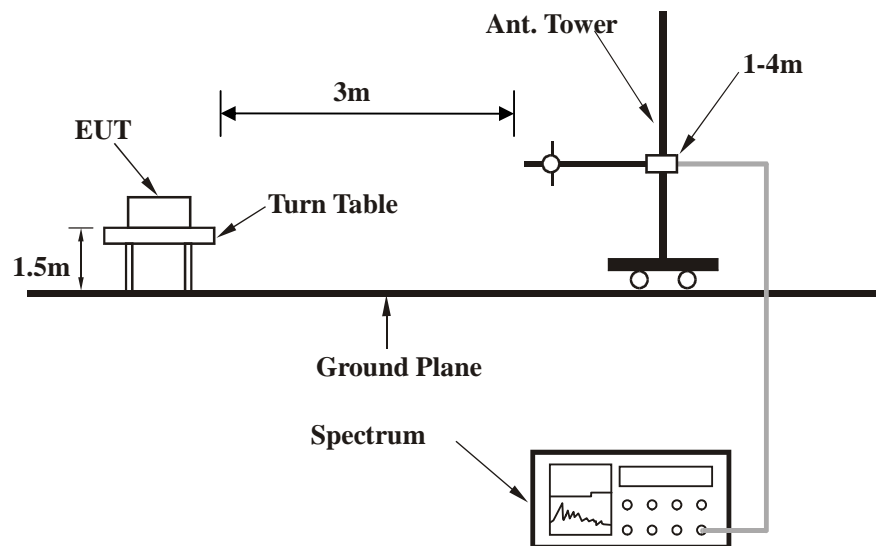 Ant. Tower
1-4m
3m
EUT
Turn Table
1.5m
Ground Plane
Spectrum